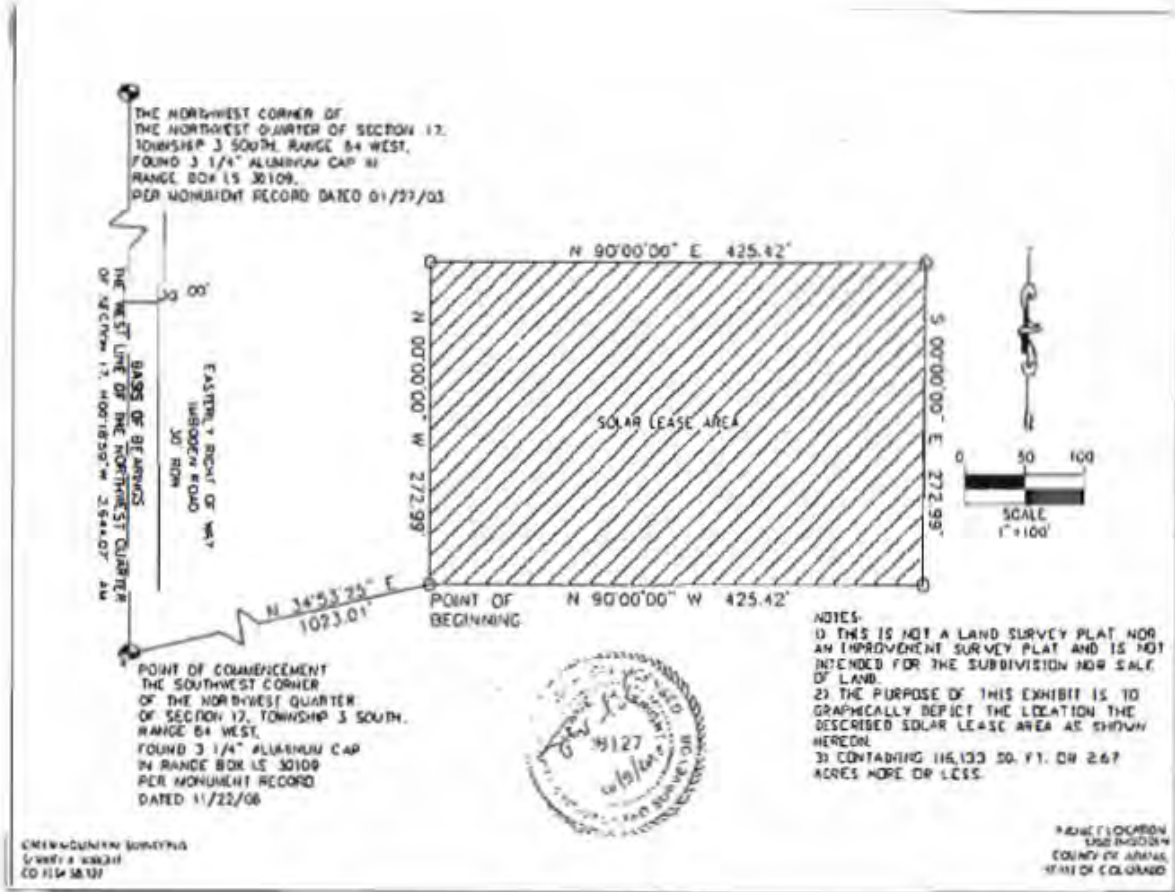 THE NORTHWEST CORNER OF
THE NORTHWEST QUARTER OF SECTION 17,
TOWNSHIP 3 SOUTH, RANGE 64 WEST,
FOUND 3 1/4" ALUMINUM CAP IN
RANGE BOX LS 30109,
PER MONUMENT RECORD DATED 01/27/03
THE WEST LINE OF THE NORTHWEST QUARTER
OF SECTION 17,
BASIS OF BEARINGS
EASTERLY RIGHT OF WAY
IMBODEN ROAD
30' ROW
N 90°00'00" E 425.42'
N 00°00'00" W 272.99'
SOLAR LEASE AREA
S 00°00'00" E 272.99'
0 50 100
SCALE
1"=100'
N 34°53'25" E
1023.01'
POINT OF
BEGINNING
N 90°00'00" W 425.42'
POINT OF COMMENCEMENT
THE SOUTHWEST CORNER
OF THE NORTHWEST QUARTER
OF SECTION 17, TOWNSHIP 3 SOUTH,
RANGE 64 WEST,
FOUND 3 1/4" ALUMINUM CAP
IN RANGE BOX LS 30109
PER MONUMENT RECORD
DATED 11/22/06
NOTES:
1) THIS IS NOT A LAND SURVEY PLAT NOR
AN IMPROVEMENT SURVEY PLAT AND IS NOT
INTENDED FOR THE SUBDIVISION NOR SALE
OF LAND.
2) THE PURPOSE OF THIS EXHIBIT IS TO
GRAPHICALLY DEPICT THE LOCATION THE
DESCRIBED SOLAR LEASE AREA AS SHOWN
HEREON.
3) CONTAINING 116,133 SQ. FT. OR 2.67
ACRES MORE OR LESS.
38127
SURVEYING
LOCATION
COUNTY OF
STATE OF COLORADO